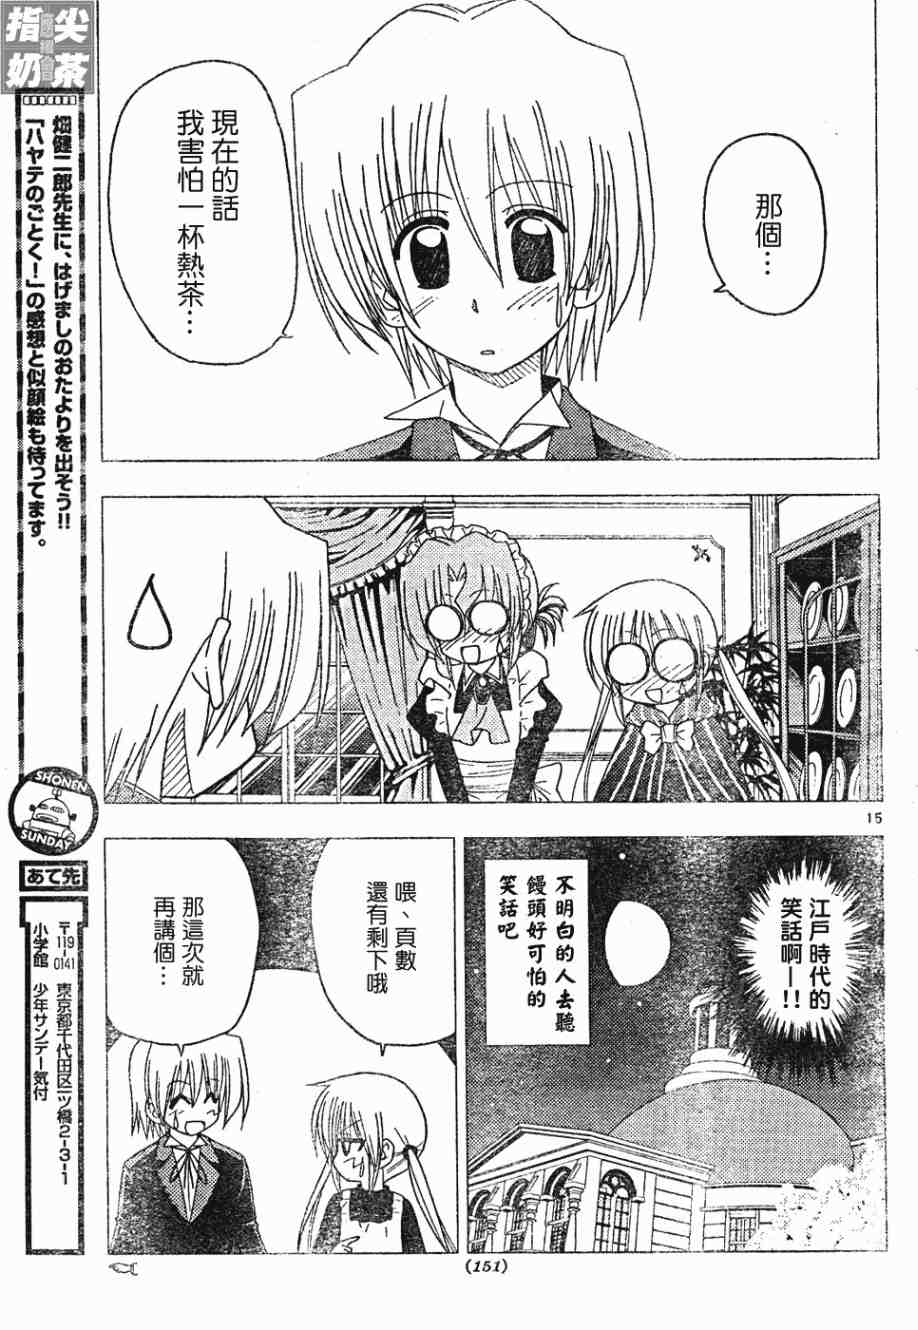 那個…
現在的話
我害怕一杯熱茶…
15
江戸時代的
笑話啊ー!!
不明白的人去聽
饅頭好可怕的
笑話吧
喂、頁數
還有剩下哦
那這次就
再講個…
(151)
指尖
奶茶
畑健二郎先生に、はげましのおたよりを出そう!!
「ハヤテのごとく!」の感想と似顔絵も待ってます。
SHONEN
SUNDAY
あて先
〒119-0141 東京都千代田区一ツ橋2-3-1
小学館 少年サンデー気付